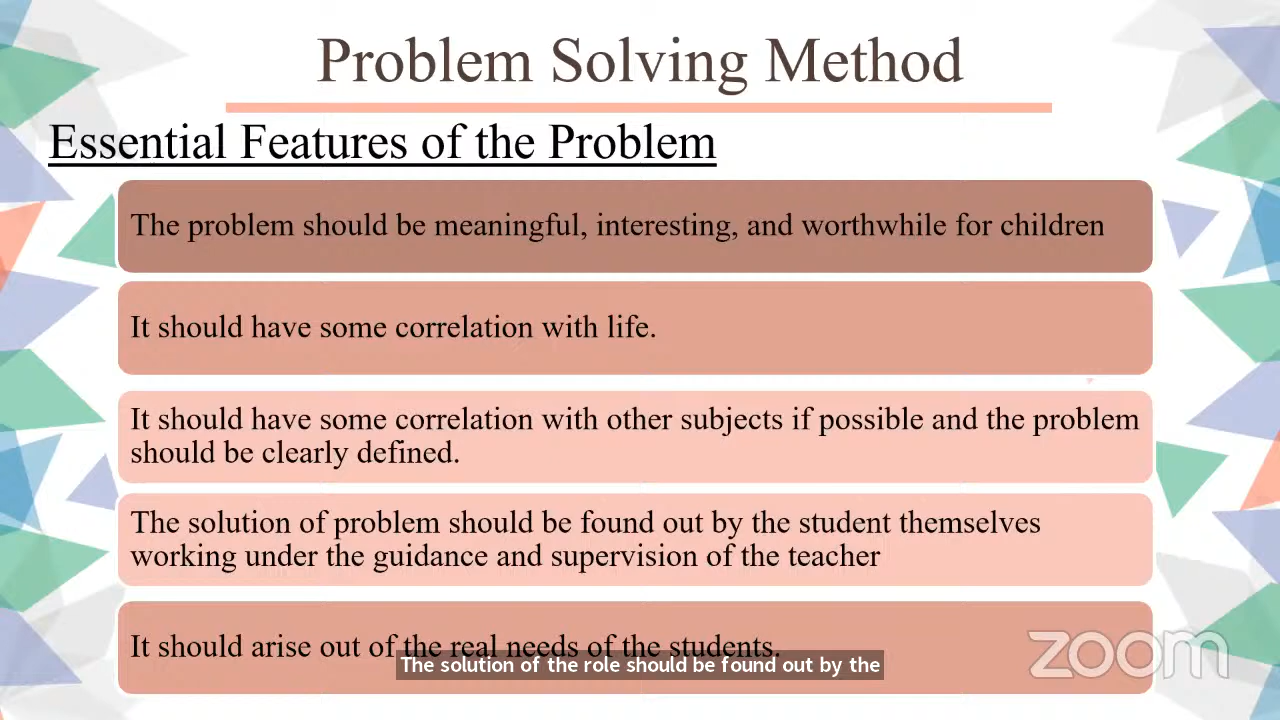 Problem Solving Method
Essential Features of the Problem
The problem should be meaningful, interesting, and worthwhile for children
It should have some correlation with life.
It should have some correlation with other subjects if possible and the problem
should be clearly defined.
The solution of problem should be found out by the student themselves
working under the guidance and supervision of the teacher
It should arise out of the real needs of the students.
The solution of the role should be found out by the
zoom